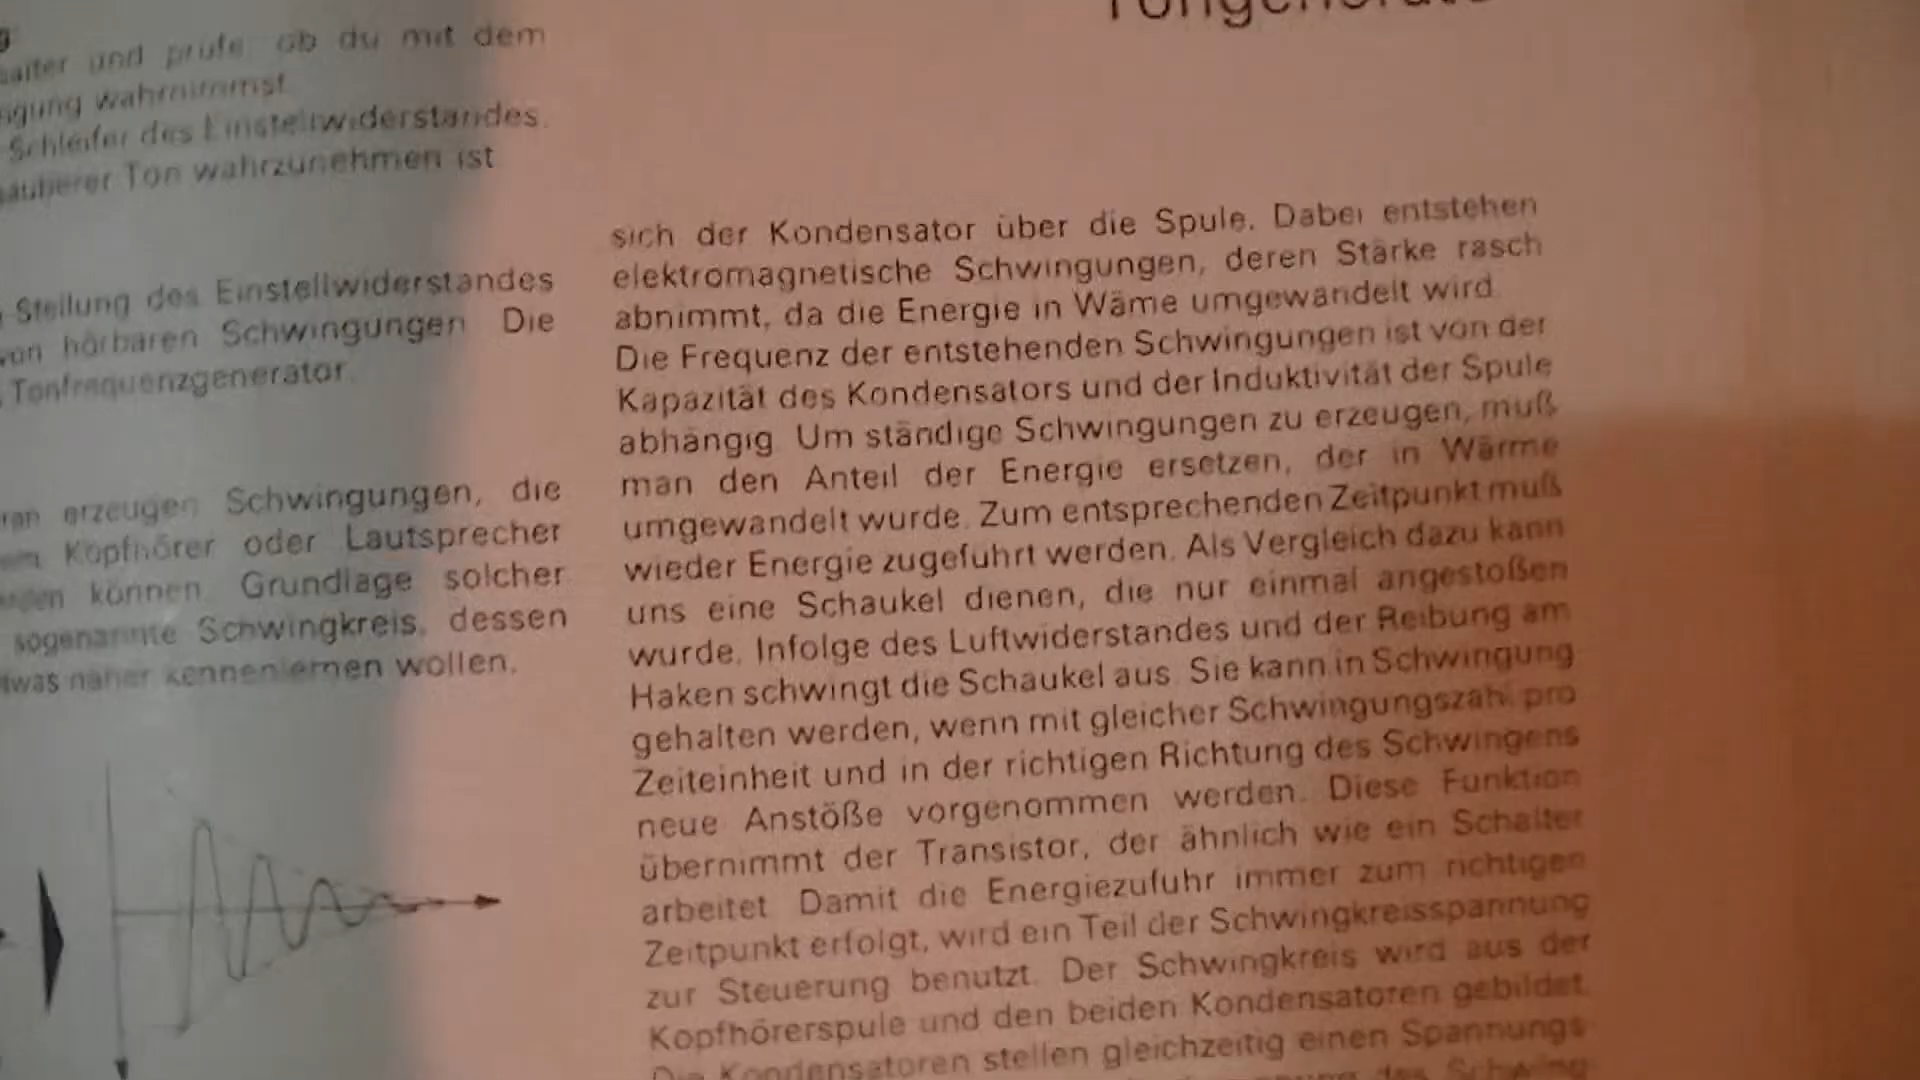 Tongenerato
und prüfe, ob du mit dem
wahrnimmst.
Schleifer des Einstellwiderstandes,
sauberer Ton wahrzunehmen ist
Stellung des Einstellwiderstandes
von hörbaren Schwingungen. Die
Tonfrequenzgenerator.
erzeugen Schwingungen, die
Kopfhörer oder Lautsprecher
können. Grundlage solcher
sogenannte Schwingkreis, dessen
näher kennenlernen wollen.
sich der Kondensator über die Spule. Dabei entstehen
elektromagnetische Schwingungen, deren Stärke rasch
abnimmt, da die Energie in Wäme umgewandelt wird.
Die Frequenz der entstehenden Schwingungen ist von der
Kapazität des Kondensators und der Induktivität der Spule
abhängig. Um ständige Schwingungen zu erzeugen, muß
man den Anteil der Energie ersetzen, der in Wärme
umgewandelt wurde. Zum entsprechenden Zeitpunkt muß
wieder Energie zugeführt werden. Als Vergleich dazu kann
uns eine Schaukel dienen, die nur einmal angestoßen
wurde. Infolge des Luftwiderstandes und der Reibung am
Haken schwingt die Schaukel aus. Sie kann in Schwingung
gehalten werden, wenn mit gleicher Schwingungszahl pro
Zeiteinheit und in der richtigen Richtung des Schwingens
neue Anstöße vorgenommen werden. Diese Funktion
übernimmt der Transistor, der ähnlich wie ein Schalter
arbeitet. Damit die Energiezufuhr immer zum richtigen
Zeitpunkt erfolgt, wird ein Teil der Schwingkreisspannung
zur Steuerung benutzt. Der Schwingkreis wird aus der
Kopfhörerspule und den beiden Kondensatoren gebildet.
Die Kondensatoren stellen gleichzeitig einen Spannungs-
des Schwing-